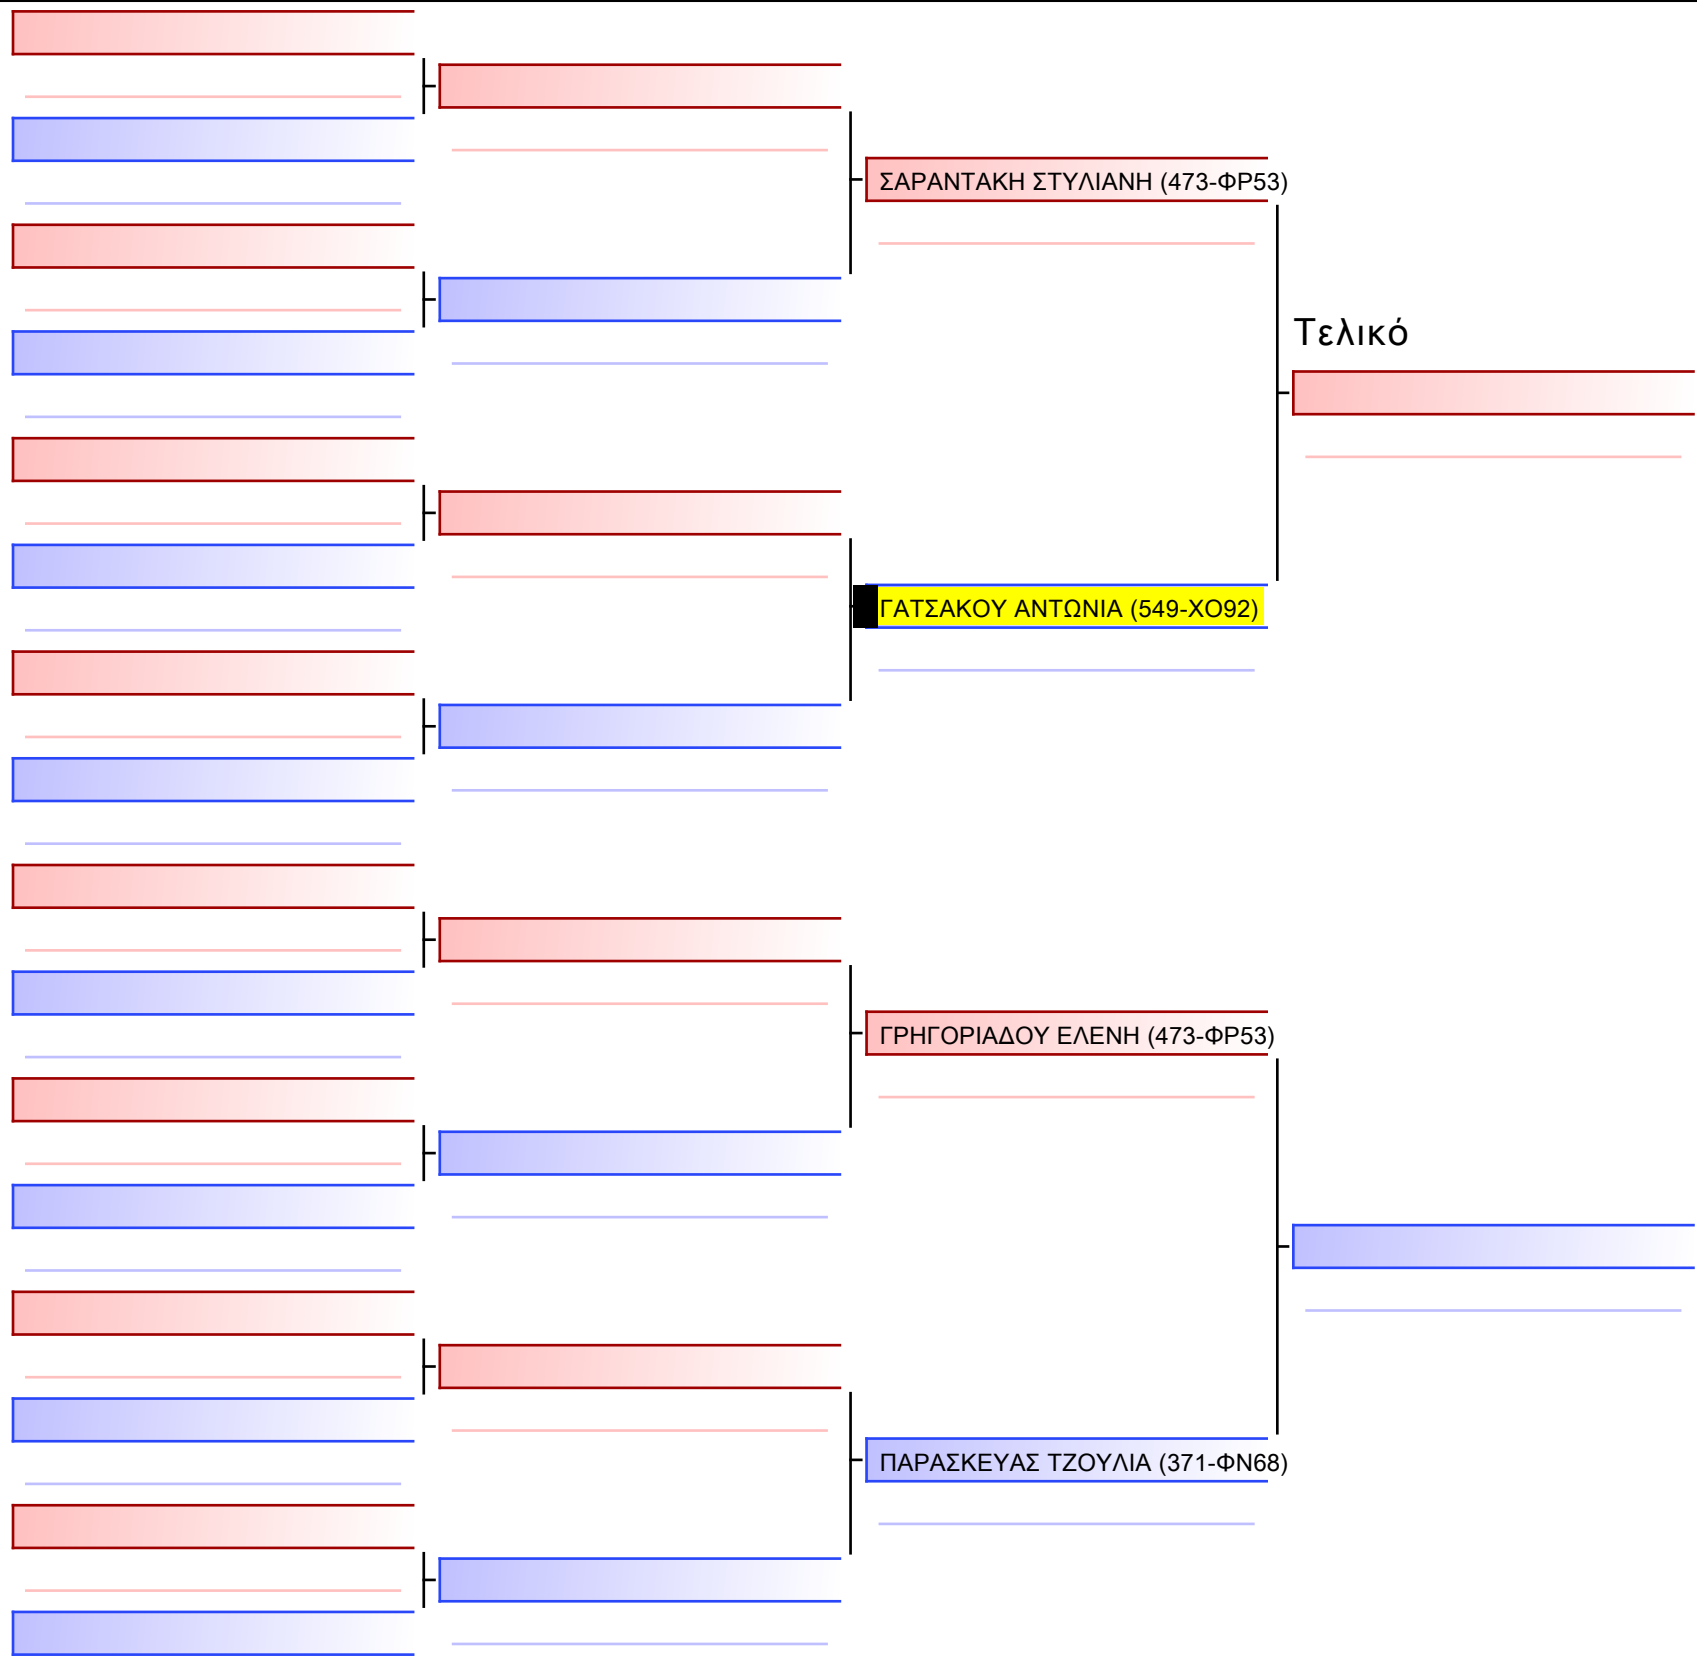 ΣΑΡΑΝΤΑΚΗ ΣΤΥΛΙΑΝΗ (473-ΦΡ53)
Τελικό
ΓΑΤΣΑΚΟΥ ΑΝΤΩΝΙΑ (549-ΧΟ92)
ΓΡΗΓΟΡΙΑΔΟΥ ΕΛΕΝΗ (473-ΦΡ53)
ΠΑΡΑΣΚΕΥΑΣ ΤΖΟΥΛΙΑ (371-ΦΝ68)